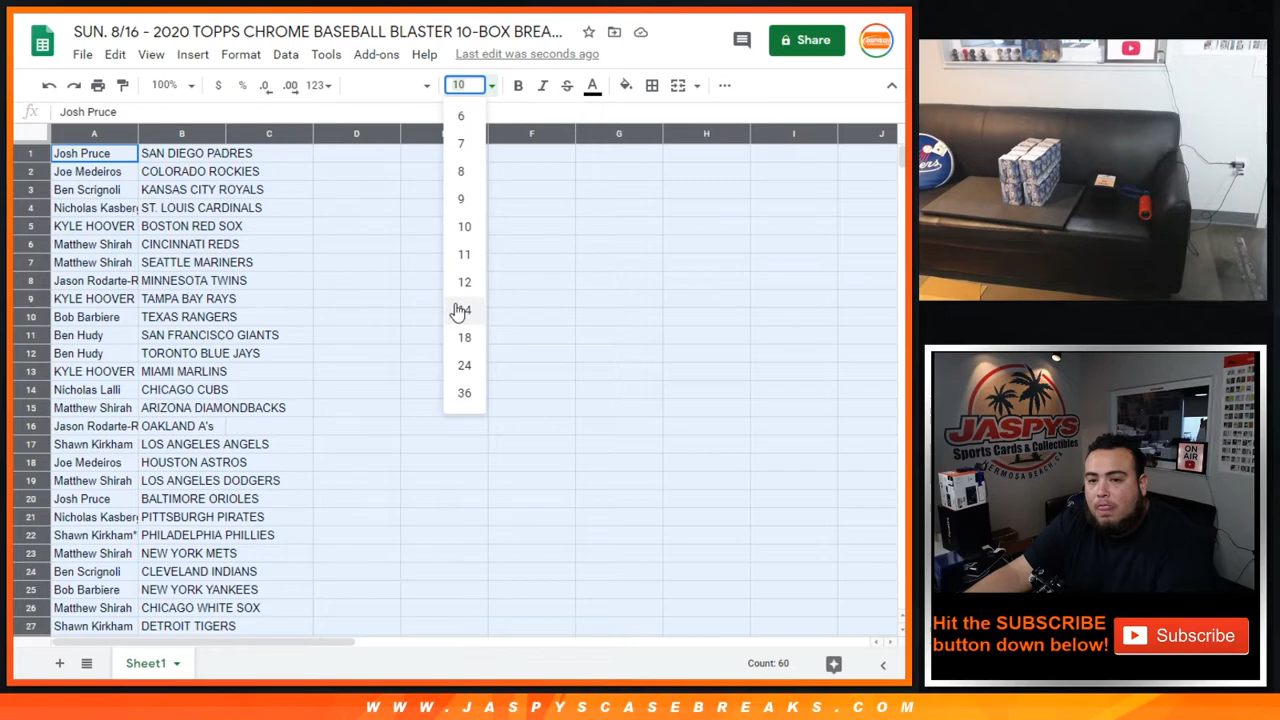 SUN. 8/16 - 2020 TOPPS CHROME BASEBALL BLASTER 10-BOX BREA...
File Edit View Insert Format Data Tools Add-ons Help Last edit was seconds ago
Share
100% $ % .0 .00 123 10 B I S A ...
fx Josh Pruce
A B C D F G H I J
1 Josh Pruce SAN DIEGO PADRES
2 Joe Medeiros COLORADO ROCKIES
3 Ben Scrignoli KANSAS CITY ROYALS
4 Nicholas Kasberg ST. LOUIS CARDINALS
5 KYLE HOOVER BOSTON RED SOX
6 Matthew Shirah CINCINNATI REDS
7 Matthew Shirah SEATTLE MARINERS
8 Jason Rodarte-R MINNESOTA TWINS
9 KYLE HOOVER TAMPA BAY RAYS
10 Bob Barbiere TEXAS RANGERS
11 Ben Hudy SAN FRANCISCO GIANTS
12 Ben Hudy TORONTO BLUE JAYS
13 KYLE HOOVER MIAMI MARLINS
14 Nicholas Lalli CHICAGO CUBS
15 Matthew Shirah ARIZONA DIAMONDBACKS
16 Jason Rodarte-R OAKLAND A's
17 Shawn Kirkham LOS ANGELES ANGELS
18 Joe Medeiros HOUSTON ASTROS
19 Matthew Shirah LOS ANGELES DODGERS
20 Josh Pruce BALTIMORE ORIOLES
21 Nicholas Kasberg PITTSBURGH PIRATES
22 Shawn Kirkham* PHILADELPHIA PHILLIES
23 Matthew Shirah NEW YORK METS
24 Ben Scrignoli CLEVELAND INDIANS
25 Bob Barbiere NEW YORK YANKEES
26 Matthew Shirah CHICAGO WHITE SOX
27 Shawn Kirkham DETROIT TIGERS
6
7
8
9
10
11
12
14
18
24
36
Sheet1
Count: 60
JASPYS
Sports Cards & Collectibles
HERMOSA BEACH, CA
ON AIR
Hit the SUBSCRIBE
button down below!
Subscribe
WWW.JASPYSCASEBREAKS.COM